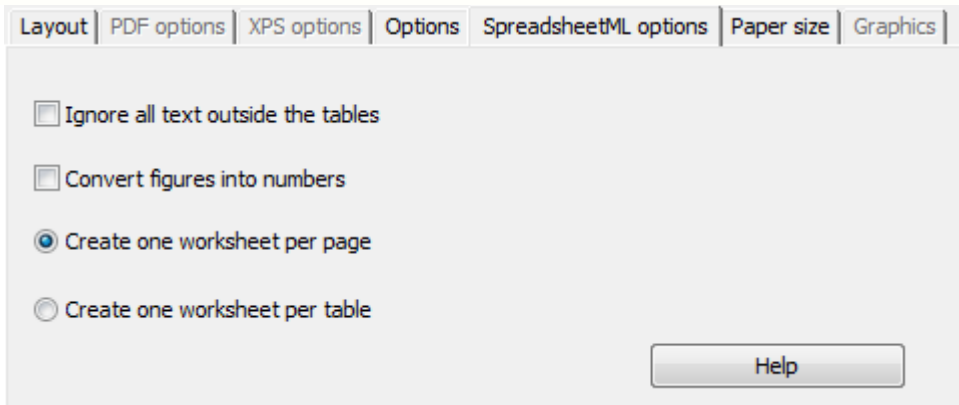 Layout PDF options XPS options Options SpreadsheetML options Paper size Graphics
Ignore all text outside the tables
Convert figures into numbers
Create one worksheet per page
Create one worksheet per table
Help